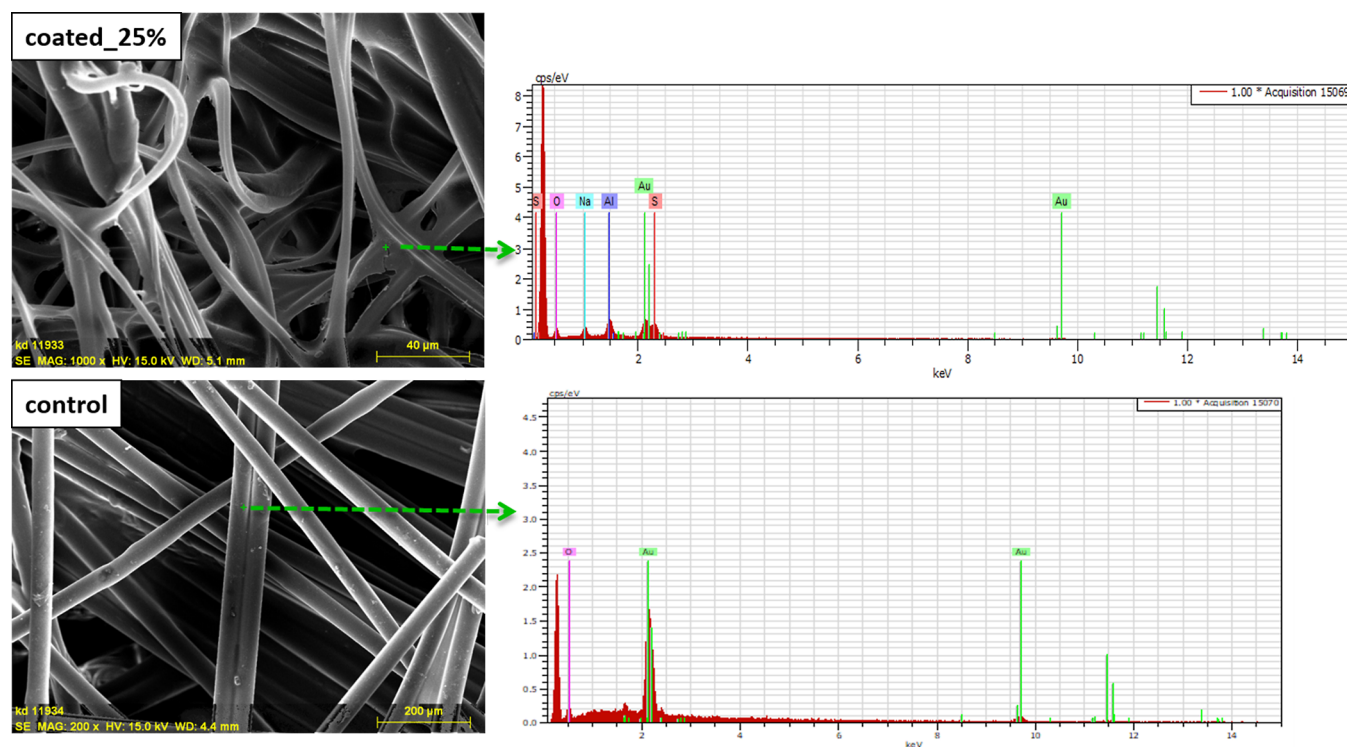 coated_25%
kd 11933
SE MAG: 1000 x HV: 15.0 kV WD: 5.1 mm
40 µm
cps/eV
1.00 * Acquisition 15069
8
7
6
5
4
3
2
1
0
S
O
Na
Al
Au
S
Au
2
4
6
8
10
12
14
keV
control
kd 11934
SE MAG: 200 x HV: 15.0 kV WD: 4.4 mm
200 µm
cps/eV
1.00 * Acquisition 15070
4.5
4.0
3.5
3.0
2.5
2.0
1.5
1.0
0.5
0.0
O
Au
Au
2
4
6
8
10
12
14
keV